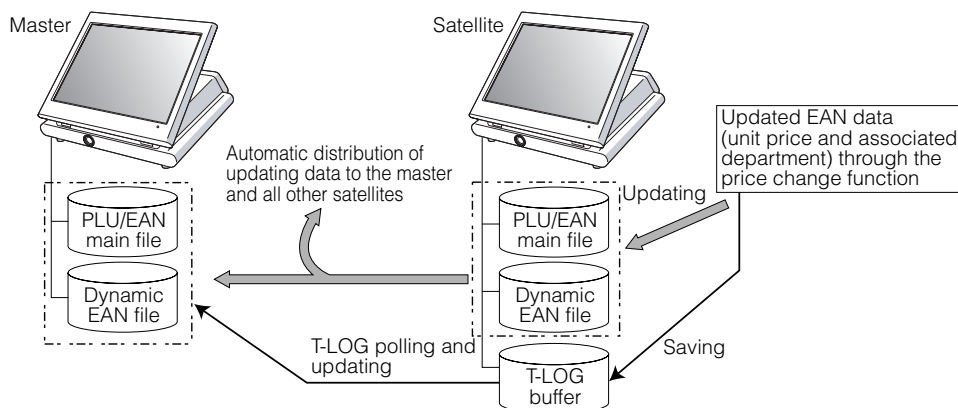 Master
Satellite
Updated EAN data
(unit price and associated
department) through the
price change function
Automatic distribution of
updating data to the master
and all other satellites
Updating
PLU/EAN
main file
PLU/EAN
main file
Dynamic
EAN file
Dynamic
EAN file
T-LOG polling and
updating
Saving
T-LOG
buffer